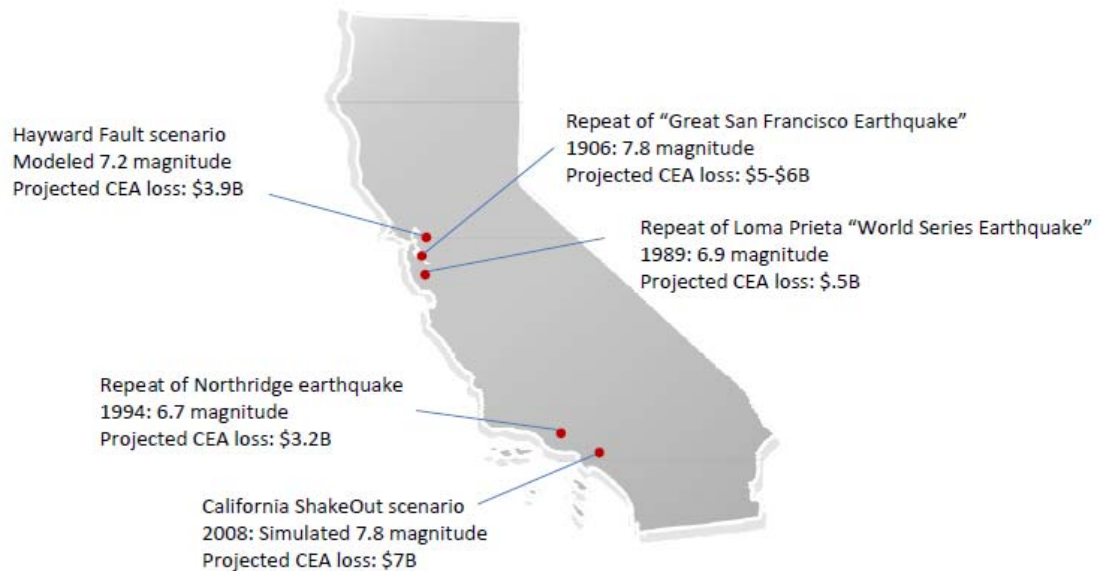 Hayward Fault scenario
Modeled 7.2 magnitude
Projected CEA loss: $3.9B
Repeat of “Great San Francisco Earthquake”
1906: 7.8 magnitude
Projected CEA loss: $5-$6B
Repeat of Loma Prieta “World Series Earthquake”
1989: 6.9 magnitude
Projected CEA loss: $.5B
Repeat of Northridge earthquake
1994: 6.7 magnitude
Projected CEA loss: $3.2B
California ShakeOut scenario
2008: Simulated 7.8 magnitude
Projected CEA loss: $7B